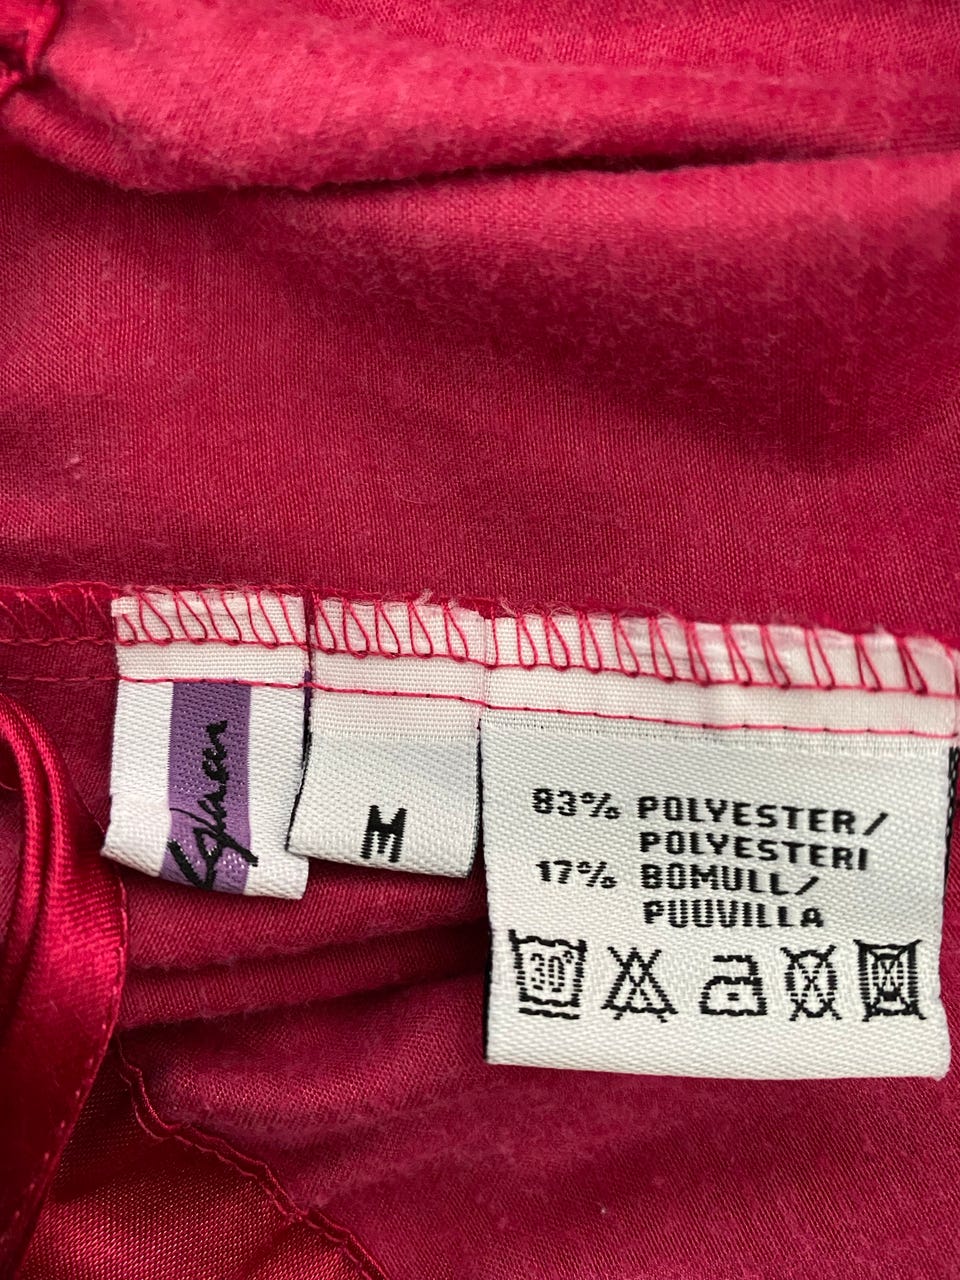 M
83% POLYESTER/
POLYESTERI
17% BOMULL/
PUUVILLA
30°